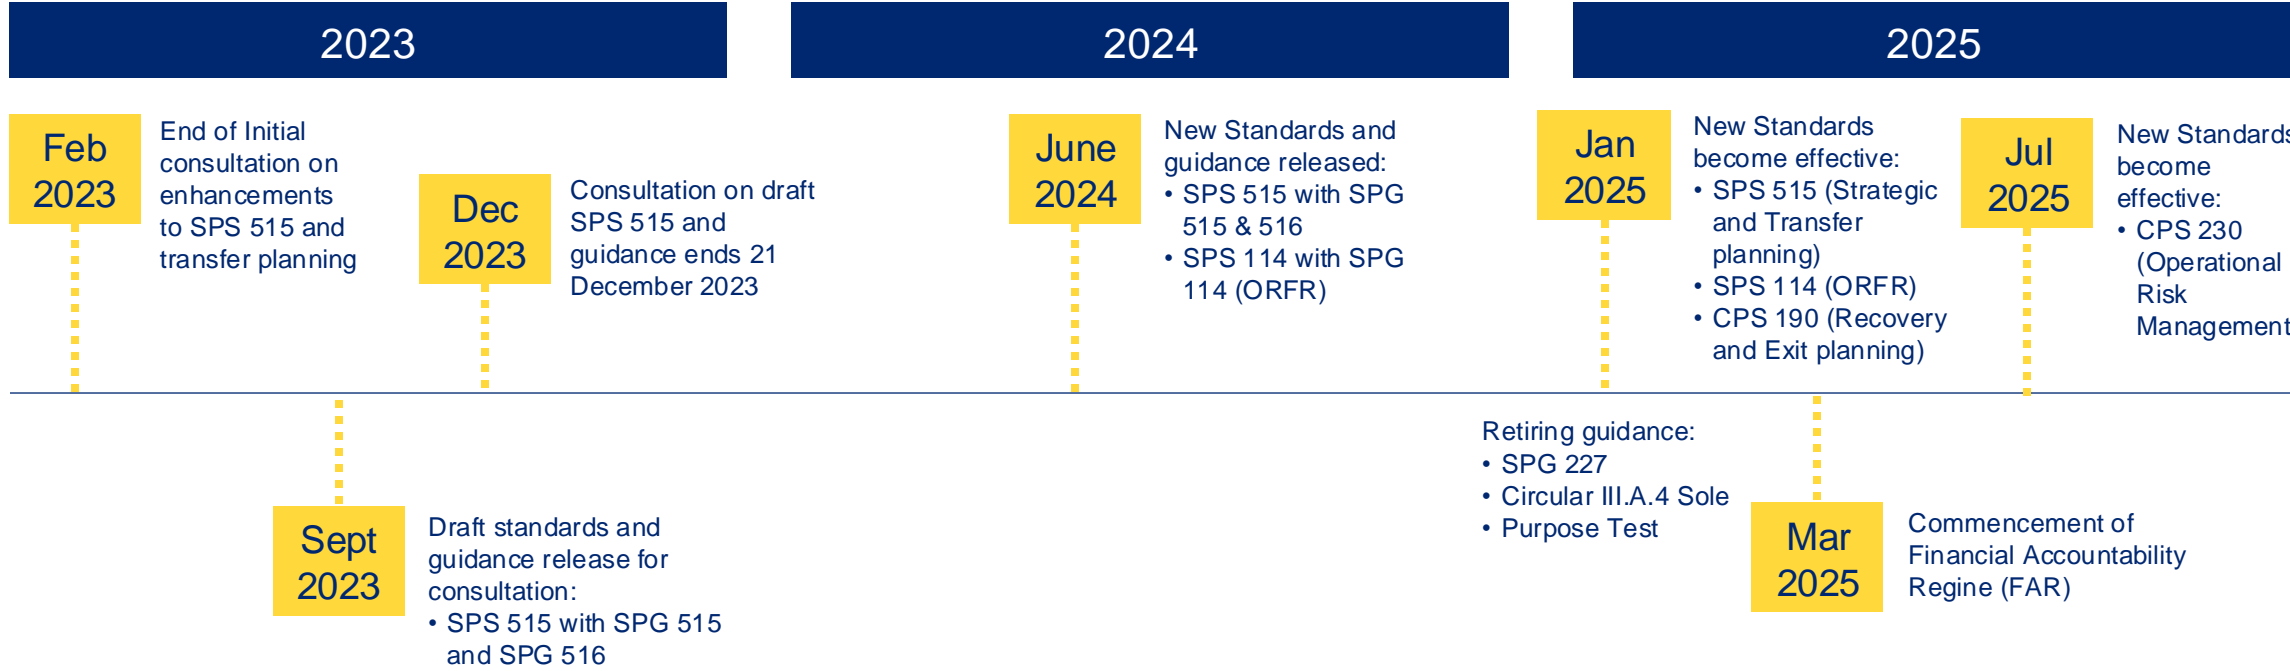 2023
2024
2025
Feb
2023
End of Initial
consultation on
enhancements
to SPS 515 and
transfer planning
Dec
2023
Consultation on draft
SPS 515 and
guidance ends 21
December 2023
June
2024
New Standards and
guidance released:
• SPS 515 with SPG
515 & 516
• SPS 114 with SPG
114 (ORFR)
Jan
2025
New Standards
become effective:
• SPS 515 (Strategic
and Transfer
planning)
• SPS 114 (ORFR)
• CPS 190 (Recovery
and Exit planning)
Jul
2025
New Standards
become
effective:
• CPS 230
(Operational
Risk
Management
Sept
2023
Draft standards and
guidance release for
consultation:
• SPS 515 with SPG 515
and SPG 516
Retiring guidance:
• SPG 227
• Circular III.A.4 Sole
• Purpose Test
Mar
2025
Commencement of
Financial Accountability
Regine (FAR)